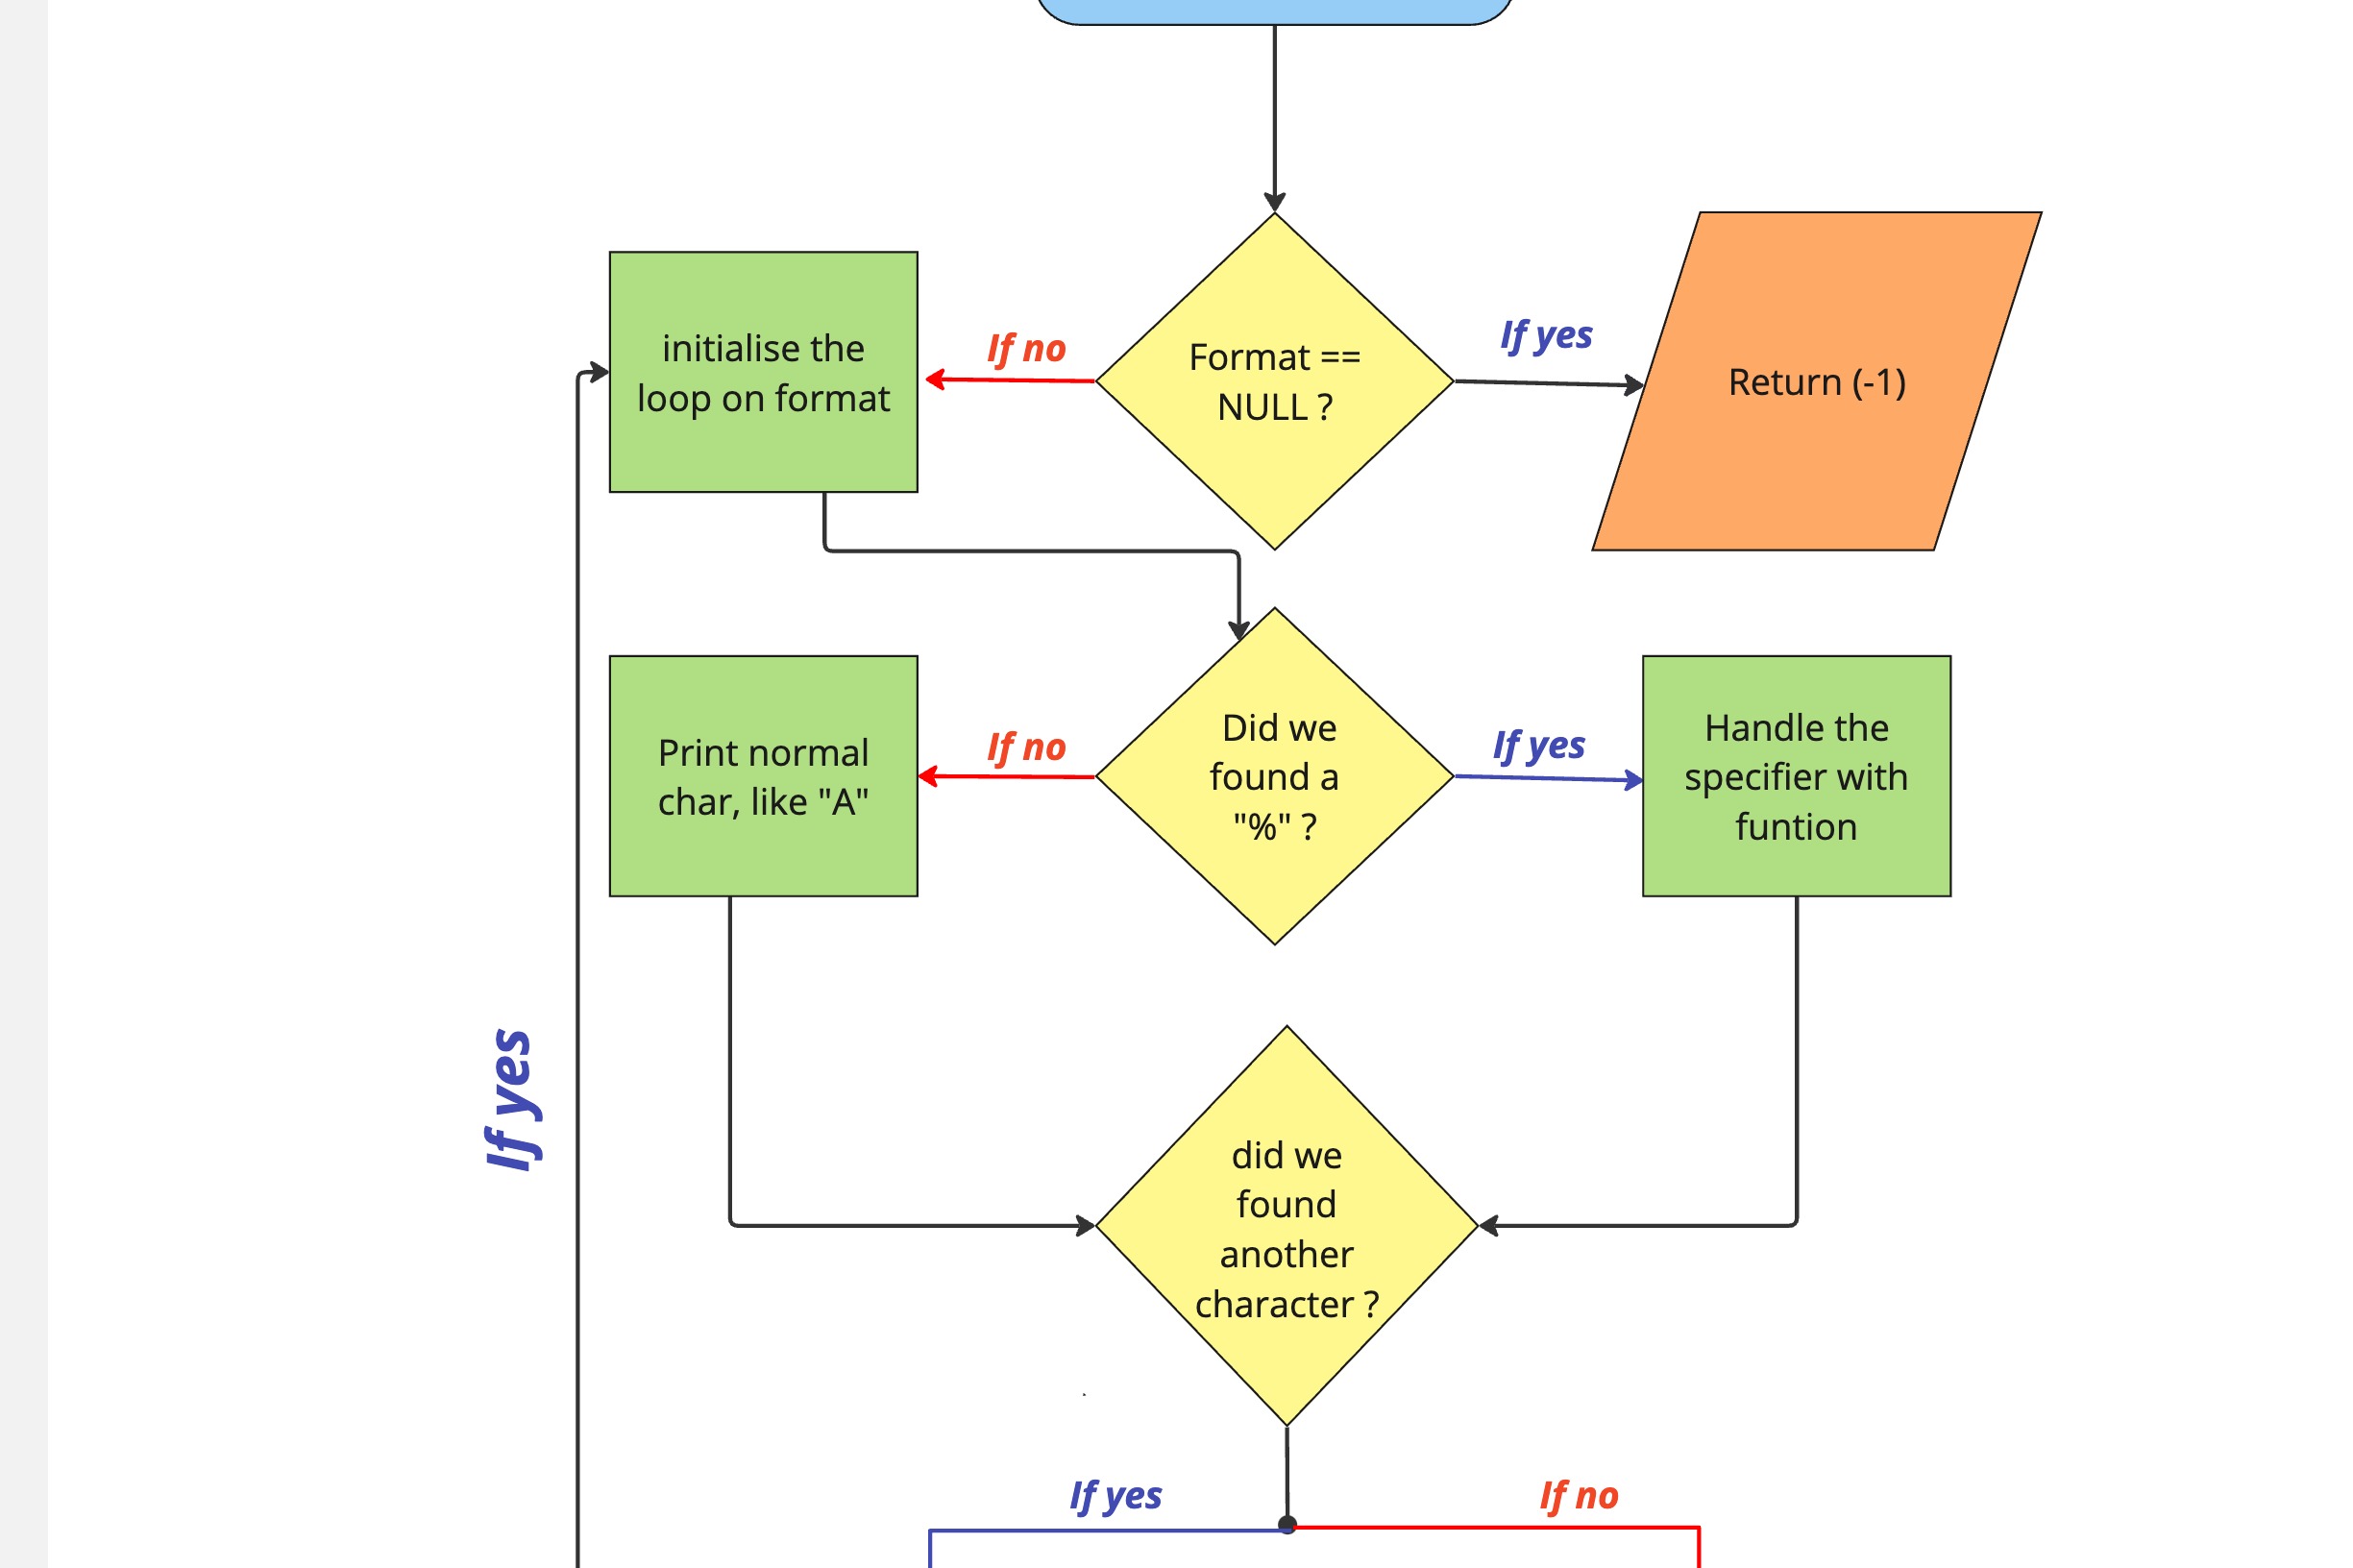 initialise the
loop on format
If no
Format ==
NULL ?
If yes
Return (-1)
Print normal
char, like "A"
If no
Did we
found a
"%" ?
If yes
Handle the
specifier with
funtion
If yes
did we
found
another
character ?
If yes
If no